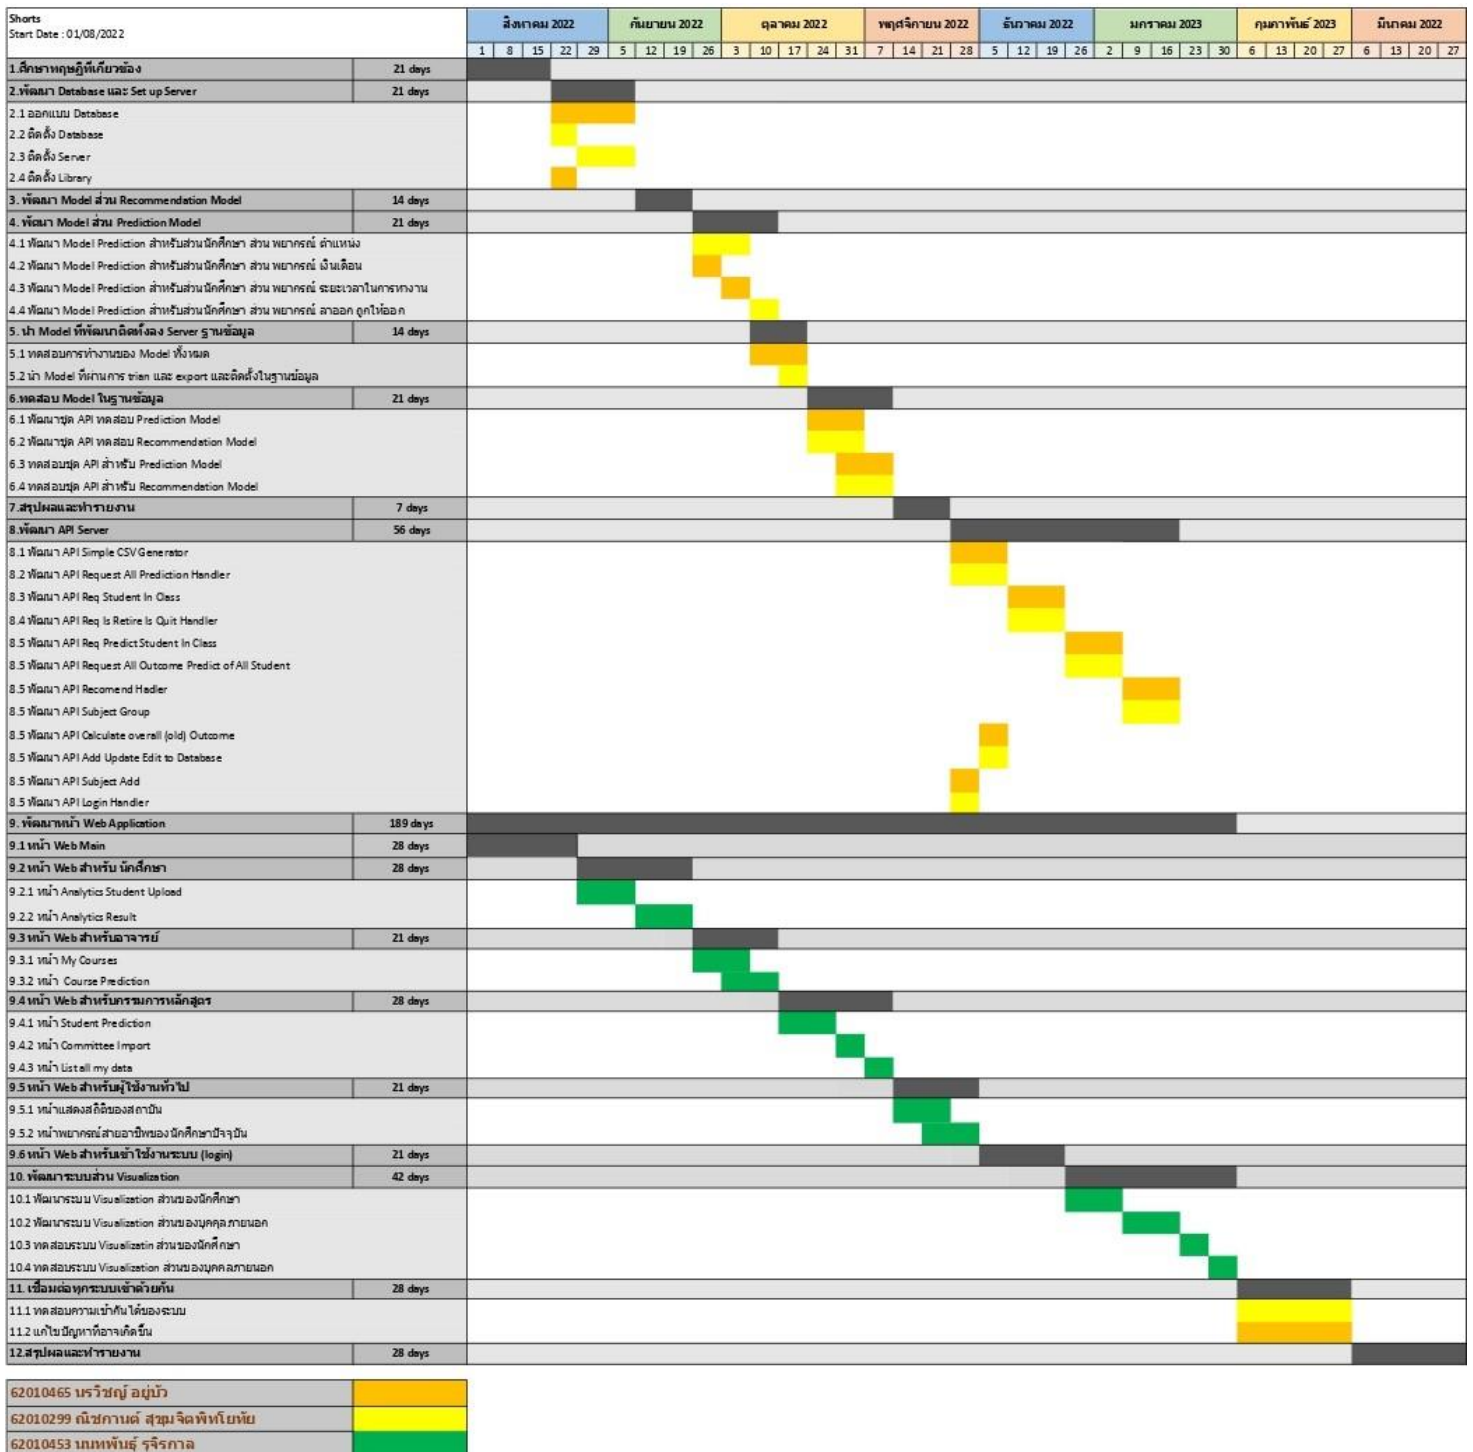 Shorts
Start Date : 01/08/2022
สิงหาคม 2022 กันยายน 2022 ตุลาคม 2022 พฤศจิกายน 2022 ธันวาคม 2022 มกราคม 2023 กุมภาพันธ์ 2023 มีนาคม 2022
1 8 15 22 29 5 12 19 26 3 10 17 24 31 7 14 21 28 5 12 19 26 2 9 16 23 30 6 13 20 27 6 13 20 27
1.ศึกษาทฤษฎีที่เกี่ยวข้อง 21 days
2.พัฒนา Database และ Set up Server 21 days
2.1 ออกแบบ Database
2.2 ติดตั้ง Database
2.3 ติดตั้ง Server
2.4 ติดตั้ง Library
3. พัฒนา Model ส่วน Recommendation Model 14 days
4. พัฒนา Model ส่วน Prediction Model 21 days
4.1 พัฒนา Model Prediction สำหรับส่วนนักศึกษา ส่วน พยากรณ์ ตำแหน่ง
4.2 พัฒนา Model Prediction สำหรับส่วนนักศึกษา ส่วน พยากรณ์ เงินเดือน
4.3 พัฒนา Model Prediction สำหรับส่วนนักศึกษา ส่วน พยากรณ์ ระยะเวลาในการทำงาน
4.4 พัฒนา Model Prediction สำหรับส่วนนักศึกษา ส่วน พยากรณ์ ลาออก ถูกให้ออก
5. นำ Model ที่พัฒนาติดทั้งลง Server ฐานข้อมูล 14 days
5.1 ทดสอบการทำงานของ Model ทั้งหมด
5.2 นำ Model ที่ผ่านการ trian และ export และติดตั้งในฐานข้อมูล
6.ทดสอบ Model ในฐานข้อมูล 21 days
6.1 พัฒนาชุด API ทดสอบ Prediction Model
6.2 พัฒนาชุด API ทดสอบ Recommendation Model
6.3 ทดสอบชุด API สำหรับ Prediction Model
6.4 ทดสอบชุด API สำหรับ Recommendation Model
7.สรุปผลและทำรายงาน 7 days
8.พัฒนา API Server 56 days
8.1 พัฒนา API Simple CSV Generator
8.2 พัฒนา API Request All Prediction Handler
8.3 พัฒนา API Req Student In Class
8.4 พัฒนา API Req Is Retire Is Quit Handler
8.5 พัฒนา API Req Predict Student In Class
8.5 พัฒนา API Request All Outcome Predict of All Student
8.5 พัฒนา API Recomend Hadler
8.5 พัฒนา API Subject Group
8.5 พัฒนา API Calculate overall (old) Outcome
8.5 พัฒนา API Add Update Edit to Database
8.5 พัฒนา API Subject Add
8.5 พัฒนา API Login Handler
9. พัฒนาหน้า Web Application 189 days
9.1 หน้า Web Main 28 days
9.2 หน้า Web สำหรับ นักศึกษา 28 days
9.2.1 หน้า Analytics Student Upload
9.2.2 หน้า Analytics Result
9.3 หน้า Web สำหรับอาจารย์ 21 days
9.3.1 หน้า My Courses
9.3.2 หน้า Course Prediction
9.4 หน้า Web สำหรับกรรมการหลักสูตร 28 days
9.4.1 หน้า Student Prediction
9.4.2 หน้า Committee Import
9.4.3 หน้า List all my data
9.5 หน้า Web สำหรับผู้ใช้งานทั่วไป 21 days
9.5.1 หน้าแสดงสถิติของสถาบัน
9.5.2 หน้าพยากรณ์สายอาชีพของนักศึกษาปัจจุบัน
9.6 หน้า Web สำหรับเข้าใช้งานระบบ (login) 21 days
10. พัฒนาระบบส่วน Visualization 42 days
10.1 พัฒนาระบบ Visualization ส่วนของนักศึกษา
10.2 พัฒนาระบบ Visualization ส่วนของบุคคุลภายนอก
10.3 ทดสอบระบบ Visualizatin ส่วนของนักศึกษา
10.4 ทดสอบระบบ Visualization ส่วนของบุคคลภายนอก
11. เชื่อมต่อทุกระบบเข้าด้วยกัน 28 days
11.1 ทดสอบความเข้ากันได้ของระบบ
11.2 แก้ไขปัญหาที่อาจเกิดขึ้น
12.สรุปผลและทำรายงาน 28 days
62010465 นรวิชญ์ อยู่บัว
62010299 ณิชกานต์ สุขุมจิตพิทโยทัย
62010453 นนทพันธุ์ รุจิรกาล